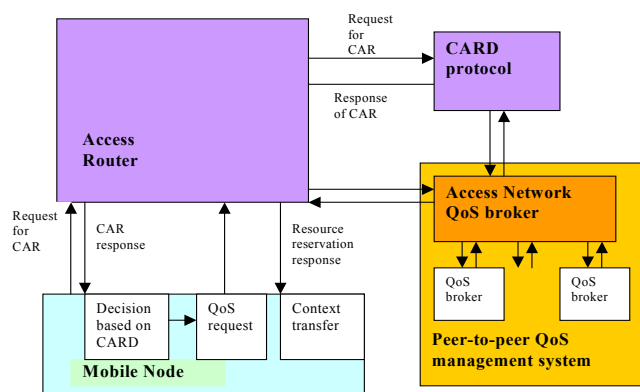 Request
for
CAR
CARD
protocol
Response
of CAR
Access
Router
Access Network
QoS broker
Request
for
CAR
CAR
response
Resource
reservation
response
QoS
broker
QoS
broker
Decision
based on
CARD
QoS
request
Context
transfer
Peer-to-peer QoS
management system
Mobile Node